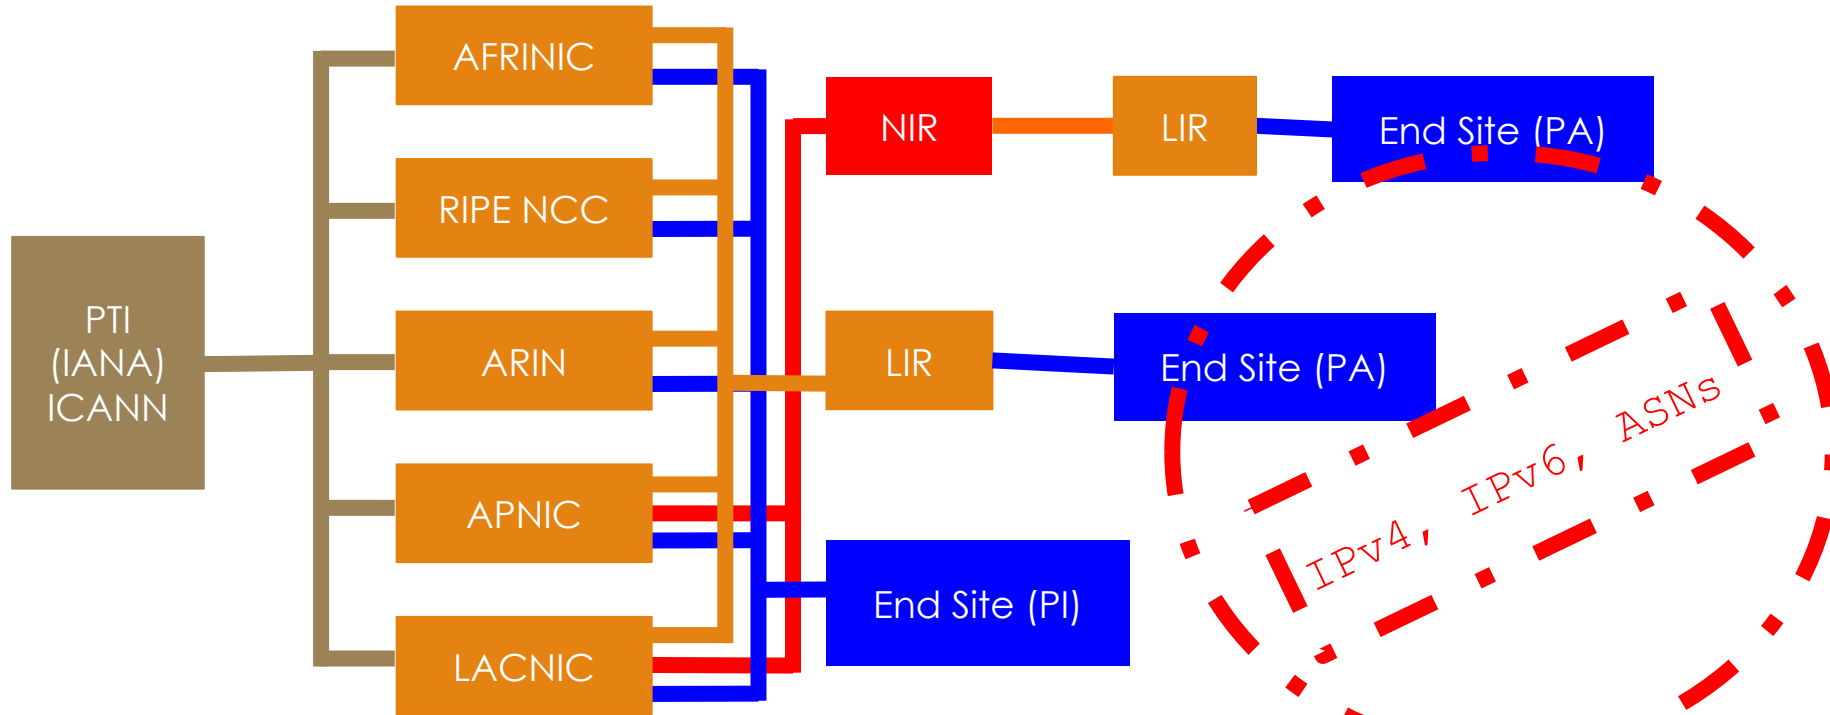 AFRINIC
NIR
LIR
End Site (PA)
RIPE NCC
PTI
(IANA)
ICANN
ARIN
LIR
End Site (PA)
IPv4, IPv6, ASNs
APNIC
End Site (PI)
LACNIC